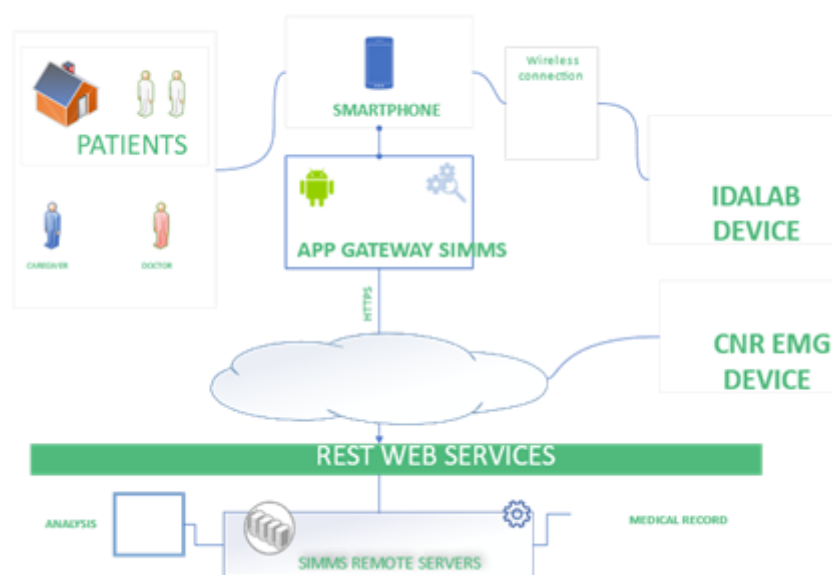 Wireless
connection
SMARTPHONE
PATIENTS
IDALAB
DEVICE
CAREGIVER
DOCTOR
APP GATEWAY SIMMS
HTTPS
CNR EMG
DEVICE
REST WEB SERVICES
ANALYSIS
MEDICAL RECORD
SIMMS REMOTE SERVERS